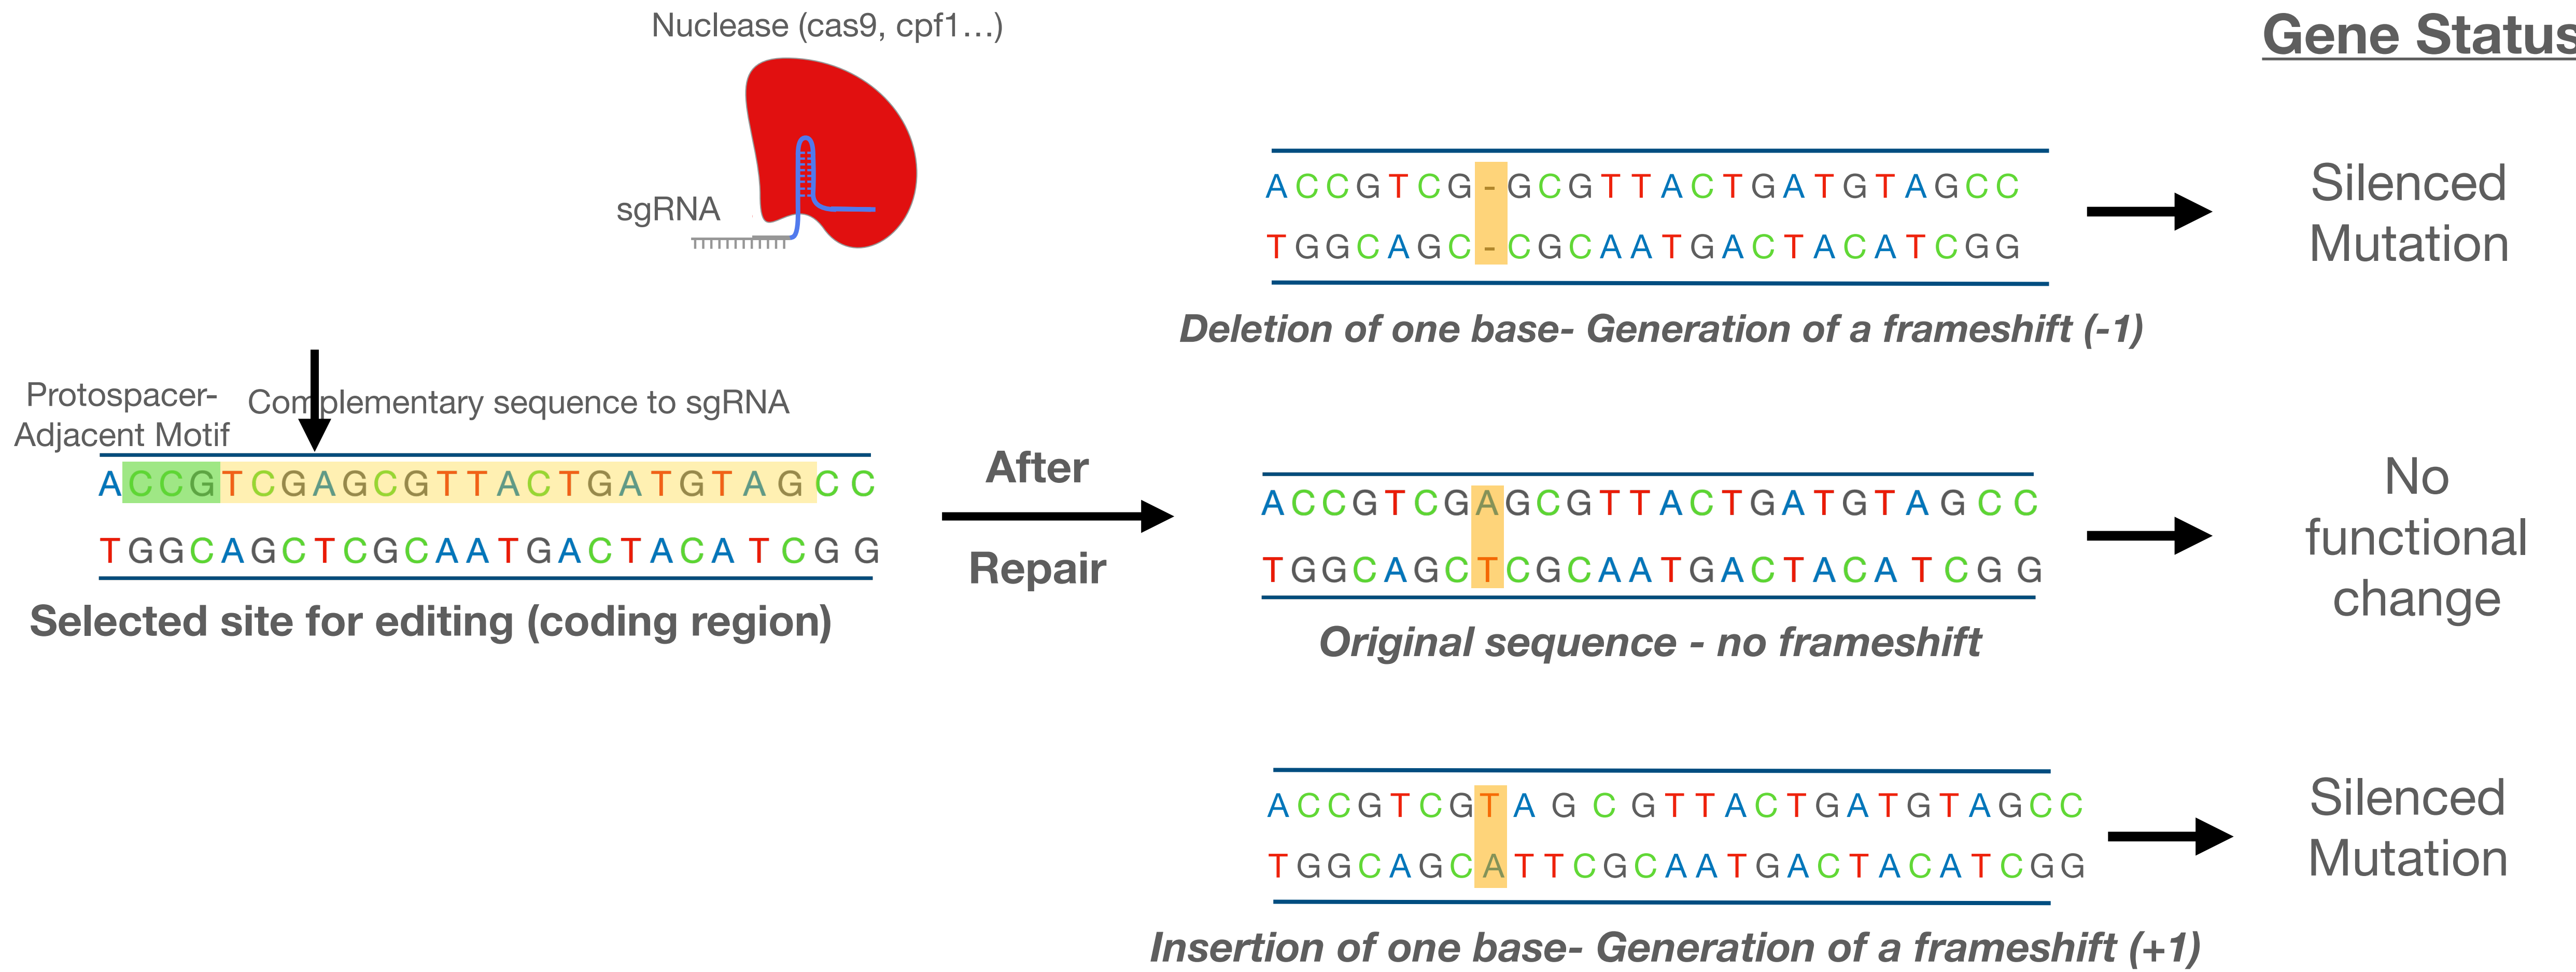 Nuclease (cas9, cpf1…)
sgRNA
Protospacer-
Adjacent Motif
Complementary sequence to sgRNA
ACCGTCGAGCGTTACTGATGTAGCC
TGGCAGCTCGCAATGACTACATCGG
Selected site for editing (coding region)
After
Repair
Gene Status
ACCGTCG-GCGTTACTGATGTAGCC
TGGCAGC-CGCAATGACTACATCGG
Deletion of one base- Generation of a frameshift (-1)
Silenced
Mutation
ACCGTCGAGCGTTACTGATGTAGCC
TGGCAGCTCGCAATGACTACATCGG
Original sequence - no frameshift
No
functional
change
ACCGTCGTAGCGTTACTGATGTAGCC
TGGCAGCATTCGCAATGACTACATCGG
Insertion of one base- Generation of a frameshift (+1)
Silenced
Mutation